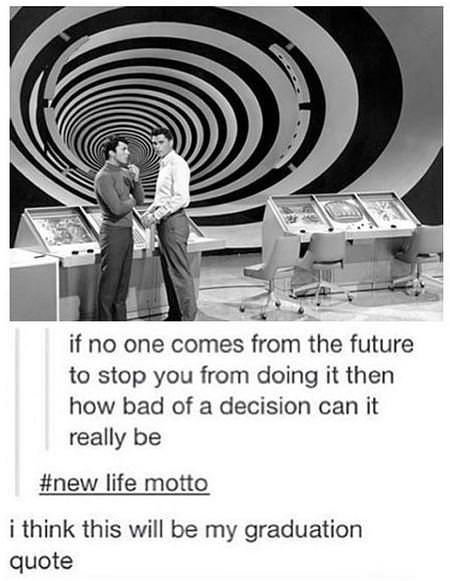 if no one comes from the future
to stop you from doing it then
how bad of a decision can it
really be
#new life motto
i think this will be my graduation
quote